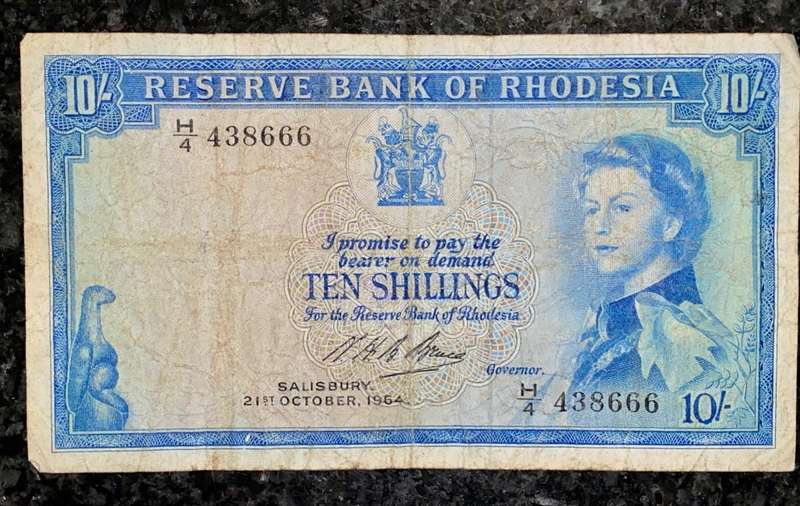 10/- RESERVE BANK OF RHODESIA 10/-
H/4 438666
I promise to pay the
bearer on demand
TEN SHILLINGS
For the Reserve Bank of Rhodesia
Governor.
SALISBURY.
21ST OCTOBER, 1964.
H/4 438666 10/-